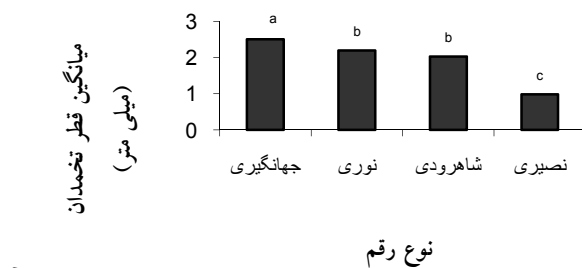 میانگین قطر تخمدان
(میلی متر)
3
2
1
0
a
b
b
c
جهانگیری
نوری
شاهرودی
نصیری
نوع رقم